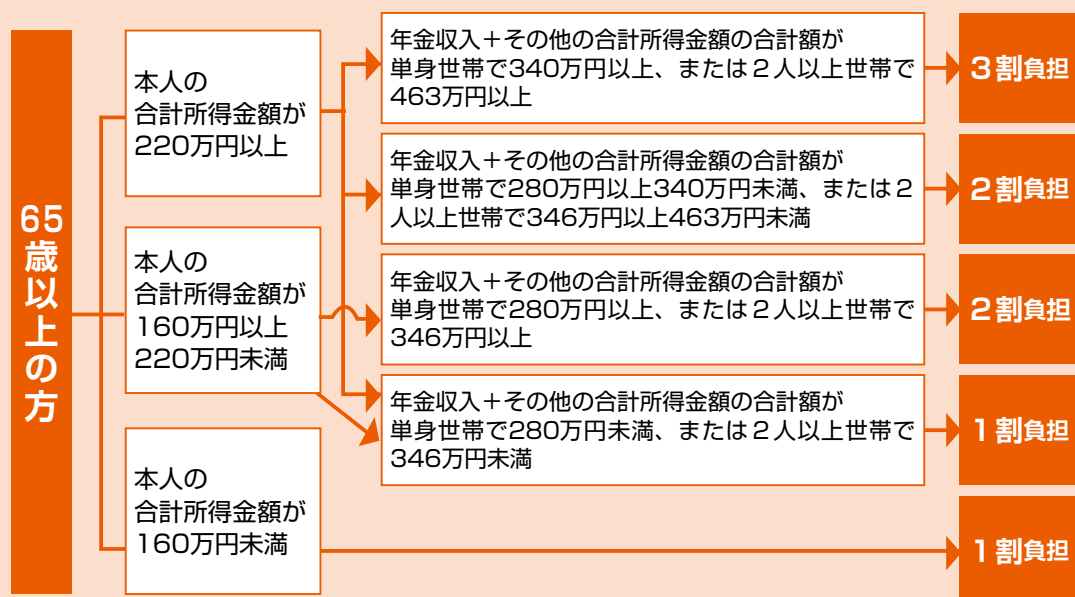 65歳以上の方
本人の
合計所得金額が
220万円以上
年金収入＋その他の合計所得金額の合計額が
単身世帯で340万円以上、または２人以上世帯で
463万円以上
３割負担
年金収入＋その他の合計所得金額の合計額が
単身世帯で280万円以上340万円未満、または２
人以上世帯で346万円以上463万円未満
２割負担
本人の
合計所得金額が
160万円以上
220万円未満
年金収入＋その他の合計所得金額の合計額が
単身世帯で280万円以上、または２人以上世帯で
346万円以上
２割負担
年金収入＋その他の合計所得金額の合計額が
単身世帯で280万円未満、または２人以上世帯で
346万円未満
１割負担
本人の
合計所得金額が
160万円未満
１割負担